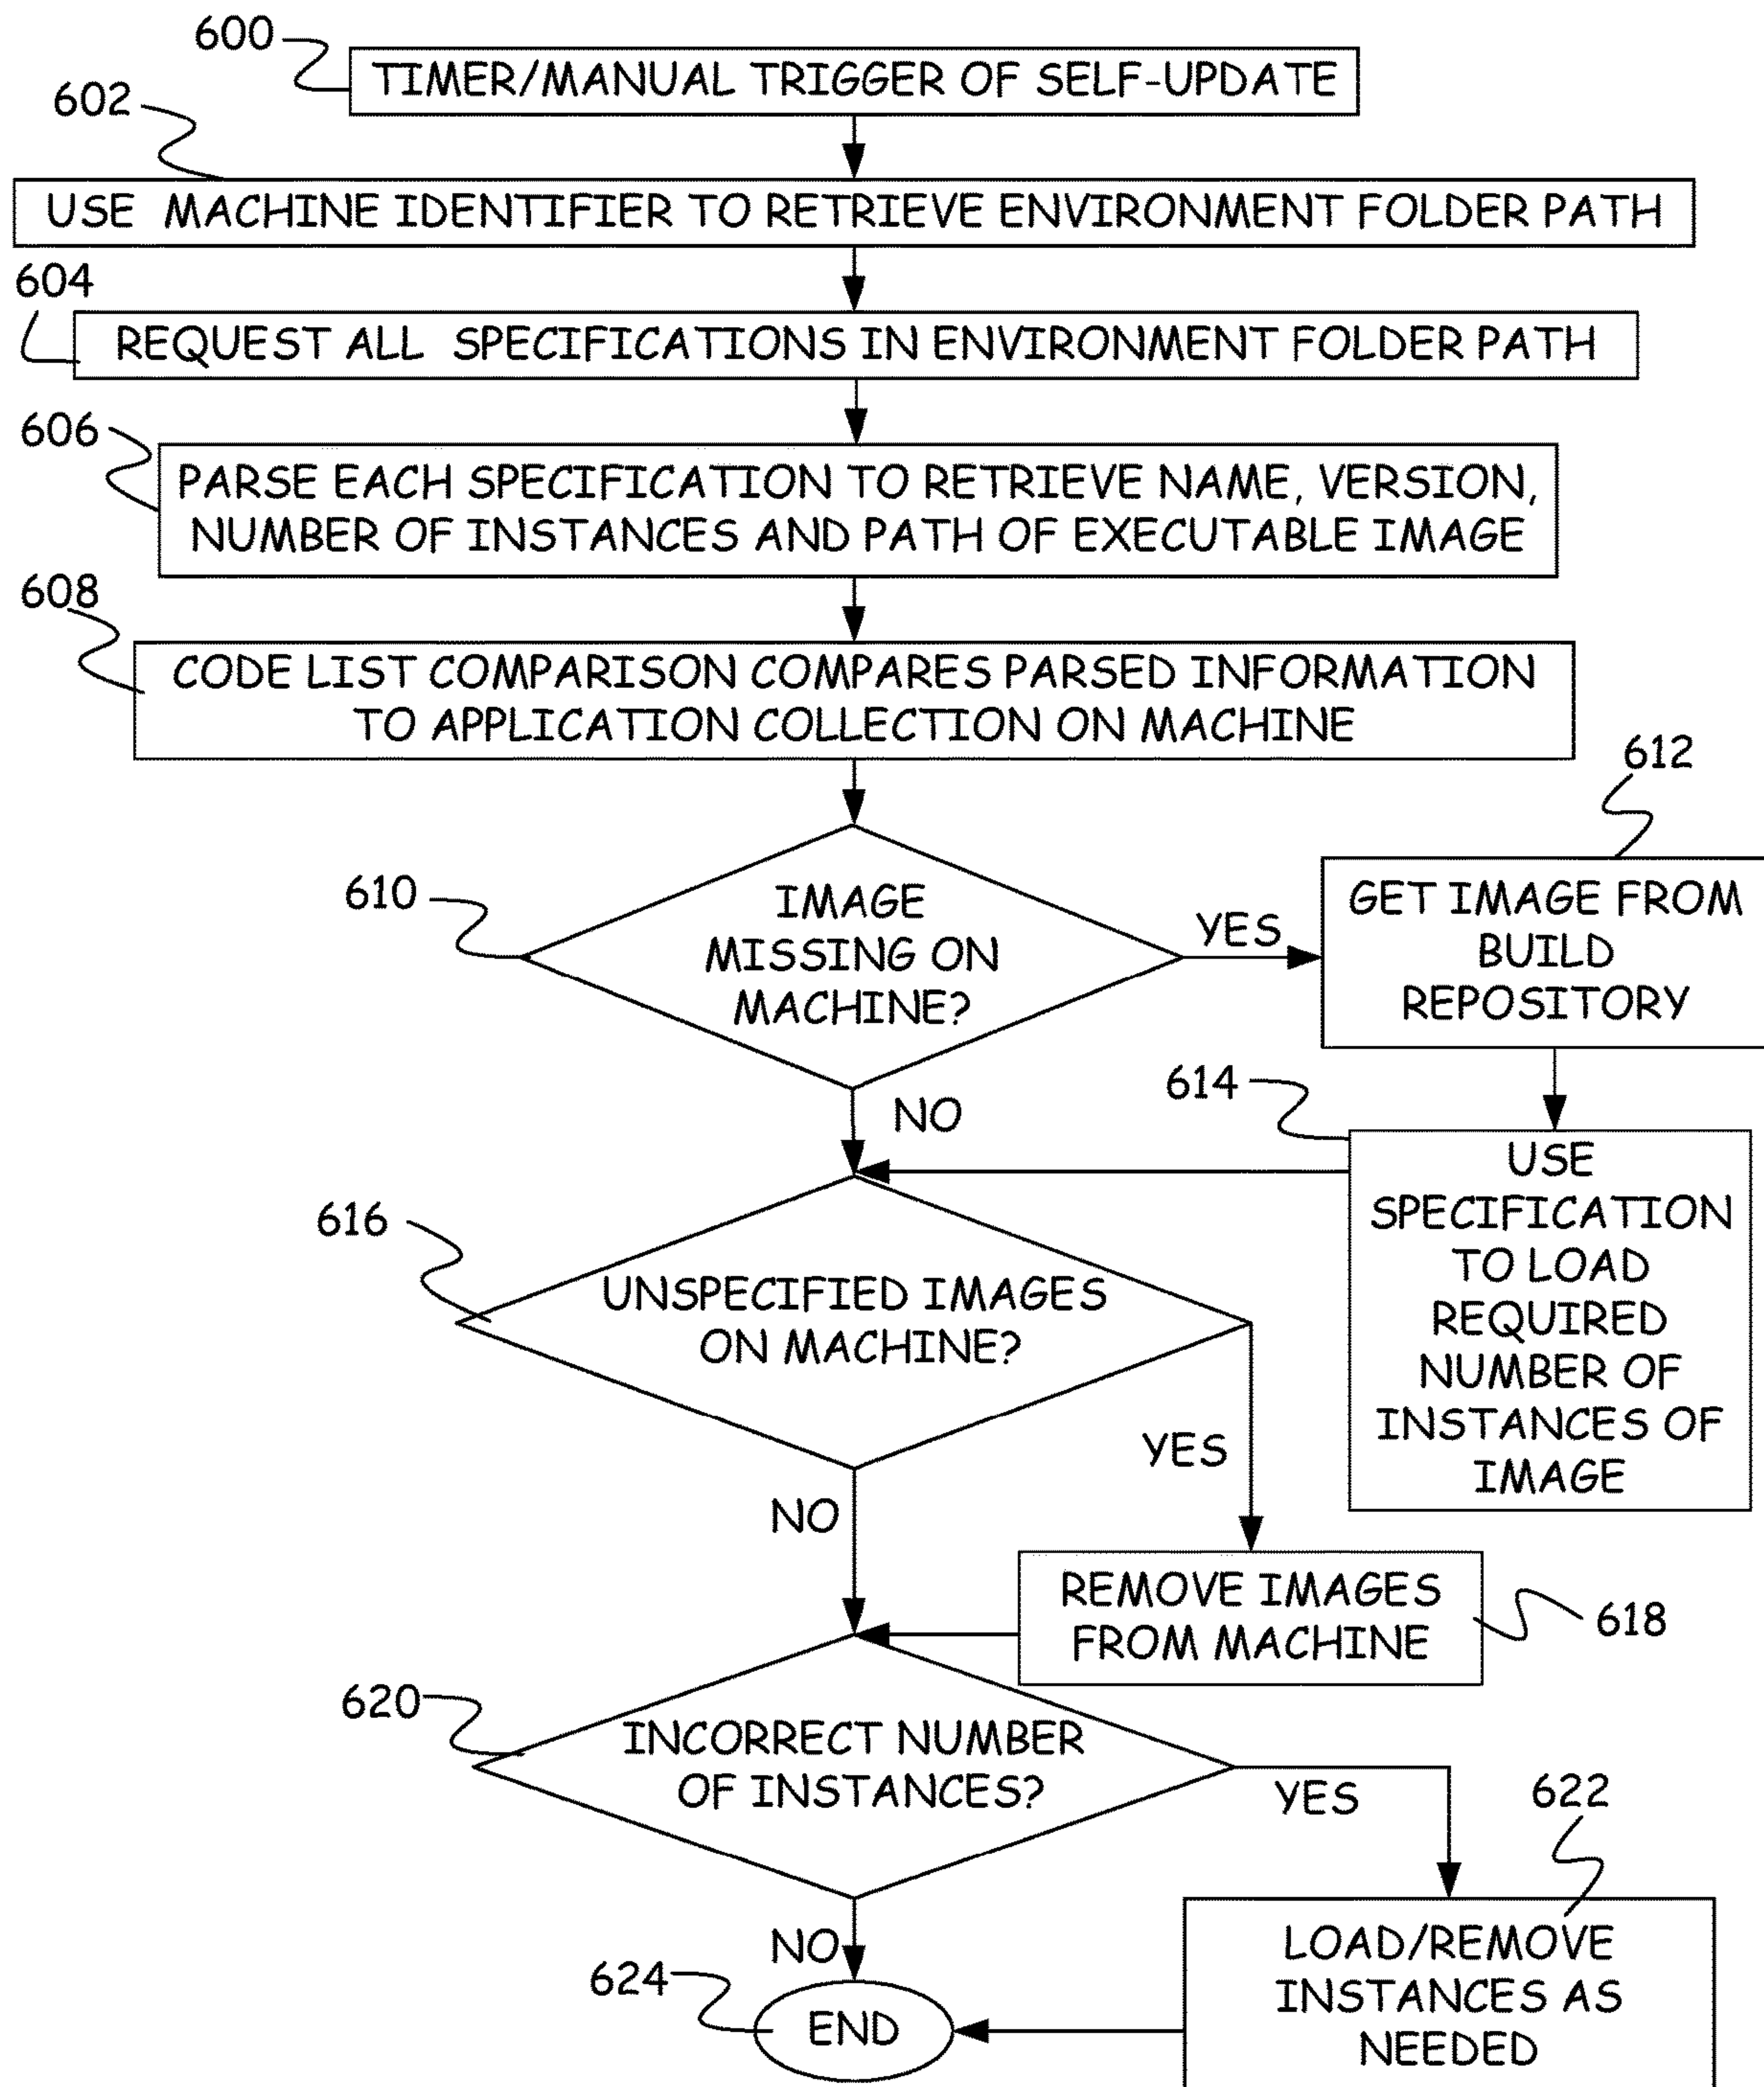 600
TIMER/MANUAL TRIGGER OF SELF-UPDATE
602
USE MACHINE IDENTIFIER TO RETRIEVE ENVIRONMENT FOLDER PATH
604
REQUEST ALL SPECIFICATIONS IN ENVIRONMENT FOLDER PATH
606
PARSE EACH SPECIFICATION TO RETRIEVE NAME, VERSION,
NUMBER OF INSTANCES AND PATH OF EXECUTABLE IMAGE
608
CODE LIST COMPARISON COMPARES PARSED INFORMATION
TO APPLICATION COLLECTION ON MACHINE
610
IMAGE
MISSING ON
MACHINE?
YES
NO
612
GET IMAGE FROM
BUILD
REPOSITORY
614
USE
SPECIFICATION
TO LOAD
REQUIRED
NUMBER OF
INSTANCES OF
IMAGE
616
UNSPECIFIED IMAGES
ON MACHINE?
YES
NO
REMOVE IMAGES
FROM MACHINE
618
620
INCORRECT NUMBER
OF INSTANCES?
YES
NO
622
LOAD/REMOVE
INSTANCES AS
NEEDED
624
END